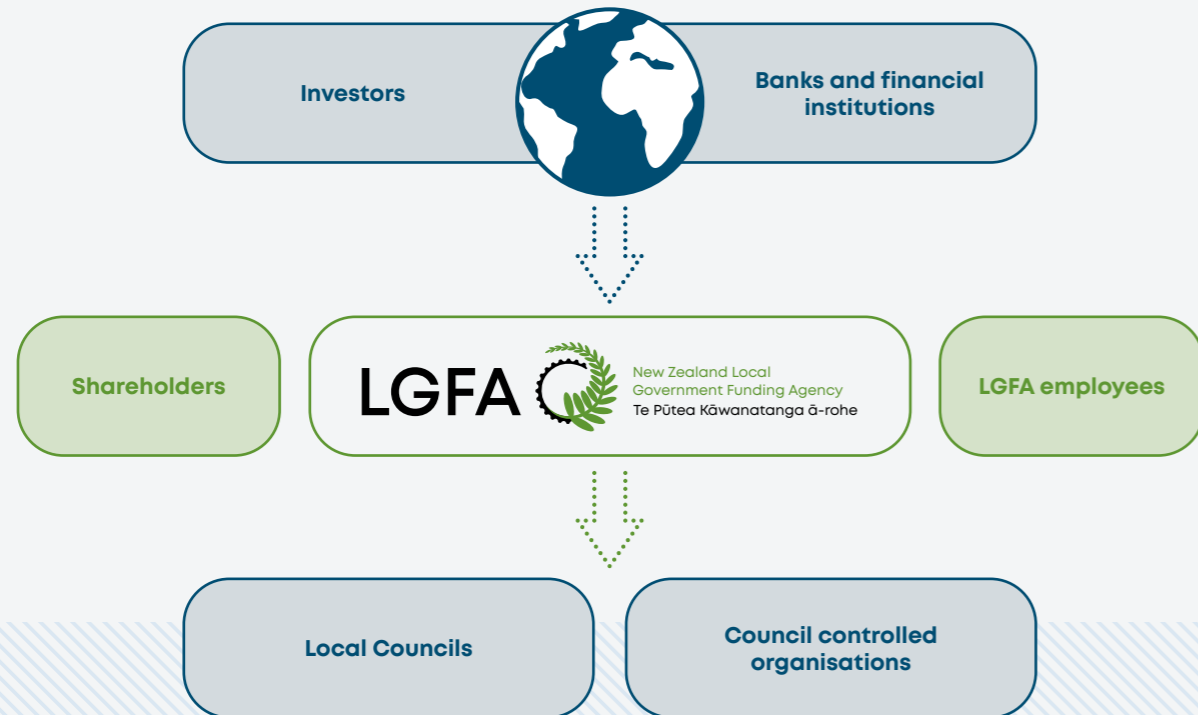 Investors
Banks and financial
institutions
Shareholders
LGFA
New Zealand Local
Government Funding Agency
Te Pūtea Kāwanatanga ā-rohe
LGFA employees
Local Councils
Council controlled
organisations